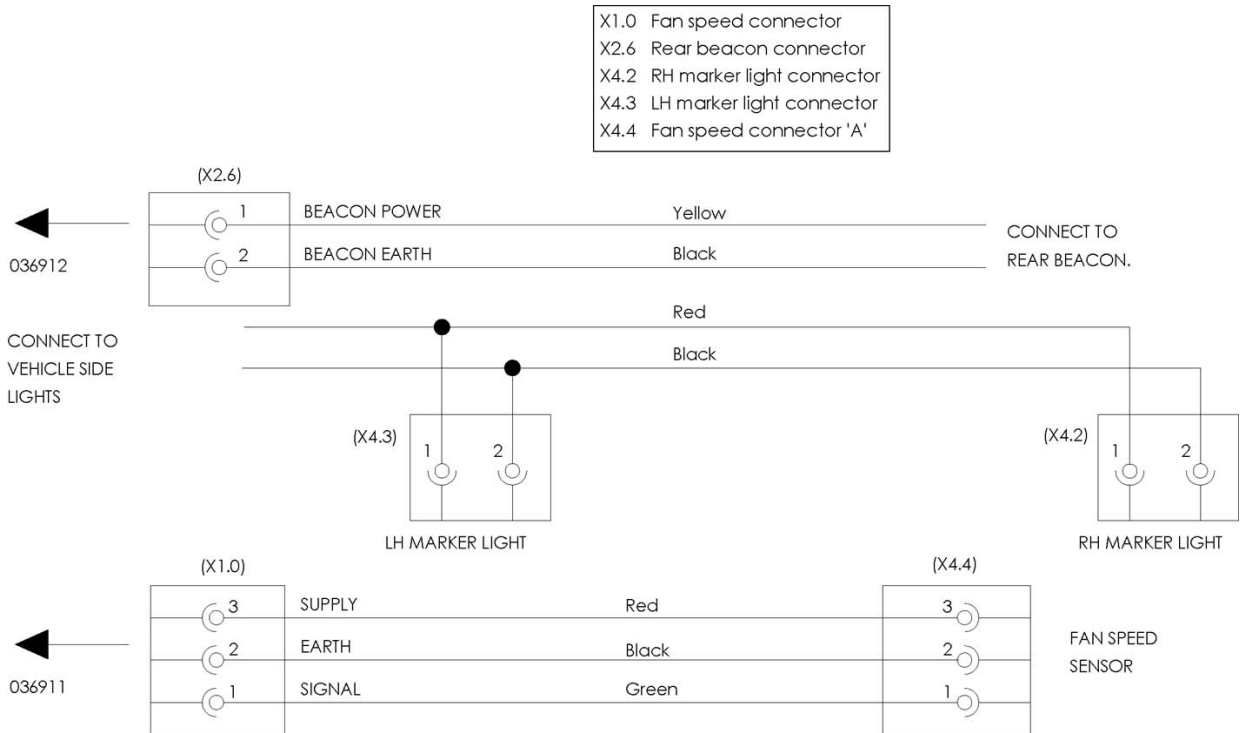 X1.0 Fan speed connector
X2.6 Rear beacon connector
X4.2 RH marker light connector
X4.3 LH marker light connector
X4.4 Fan speed connector 'A'
(X2.6)
1 BEACON POWER Yellow
2 BEACON EARTH Black
036912
CONNECT TO
REAR BEACON.
Red
Black
CONNECT TO
VEHICLE SIDE
LIGHTS
(X4.3)
1 2
LH MARKER LIGHT
(X4.2)
1 2
RH MARKER LIGHT
(X1.0)
(X4.4)
3 SUPPLY Red 3
2 EARTH Black 2
1 SIGNAL Green 1
036911
FAN SPEED
SENSOR